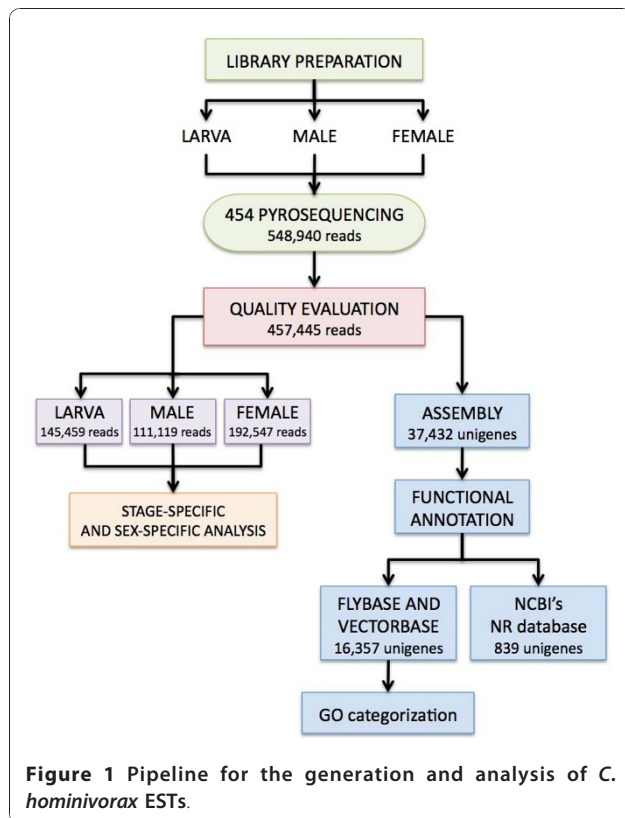 LIBRARY PREPARATION
LARVA
MALE
FEMALE
454 PYROSEQUENCING
548,940 reads
QUALITY EVALUATION
457,445 reads
LARVA
145,459 reads
MALE
111,119 reads
FEMALE
192,547 reads
STAGE-SPECIFIC
AND SEX-SPECIFIC ANALYSIS
ASSEMBLY
37,432 unigenes
FUNCTIONAL
ANNOTATION
FLYBASE AND
VECTORBASE
16,357 unigenes
NCBI's
NR database
839 unigenes
GO categorization
Figure 1 Pipeline for the generation and analysis of C.
hominivorax ESTs.